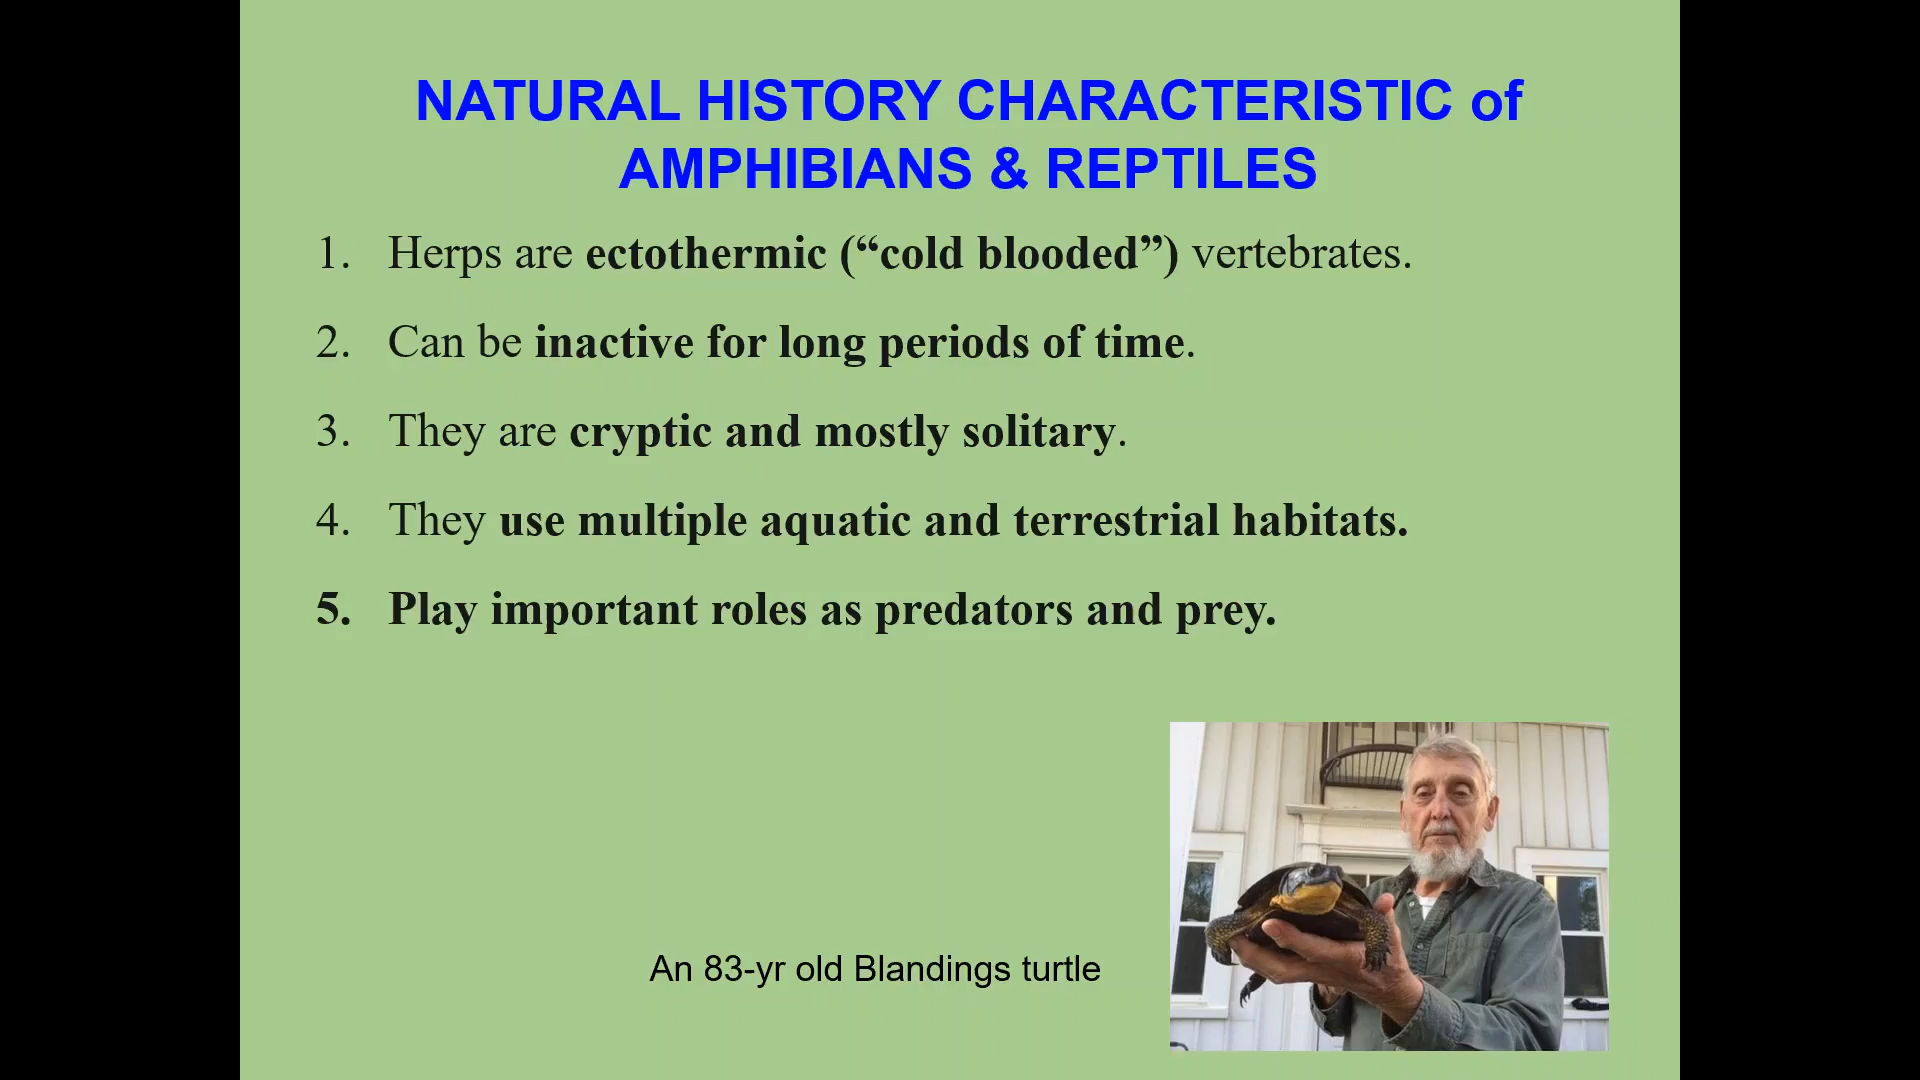 NATURAL HISTORY CHARACTERISTIC of
AMPHIBIANS & REPTILES
1. Herps are ectothermic (“cold blooded”) vertebrates.
2. Can be inactive for long periods of time.
3. They are cryptic and mostly solitary.
4. They use multiple aquatic and terrestrial habitats.
5. Play important roles as predators and prey.
An 83-yr old Blandings turtle